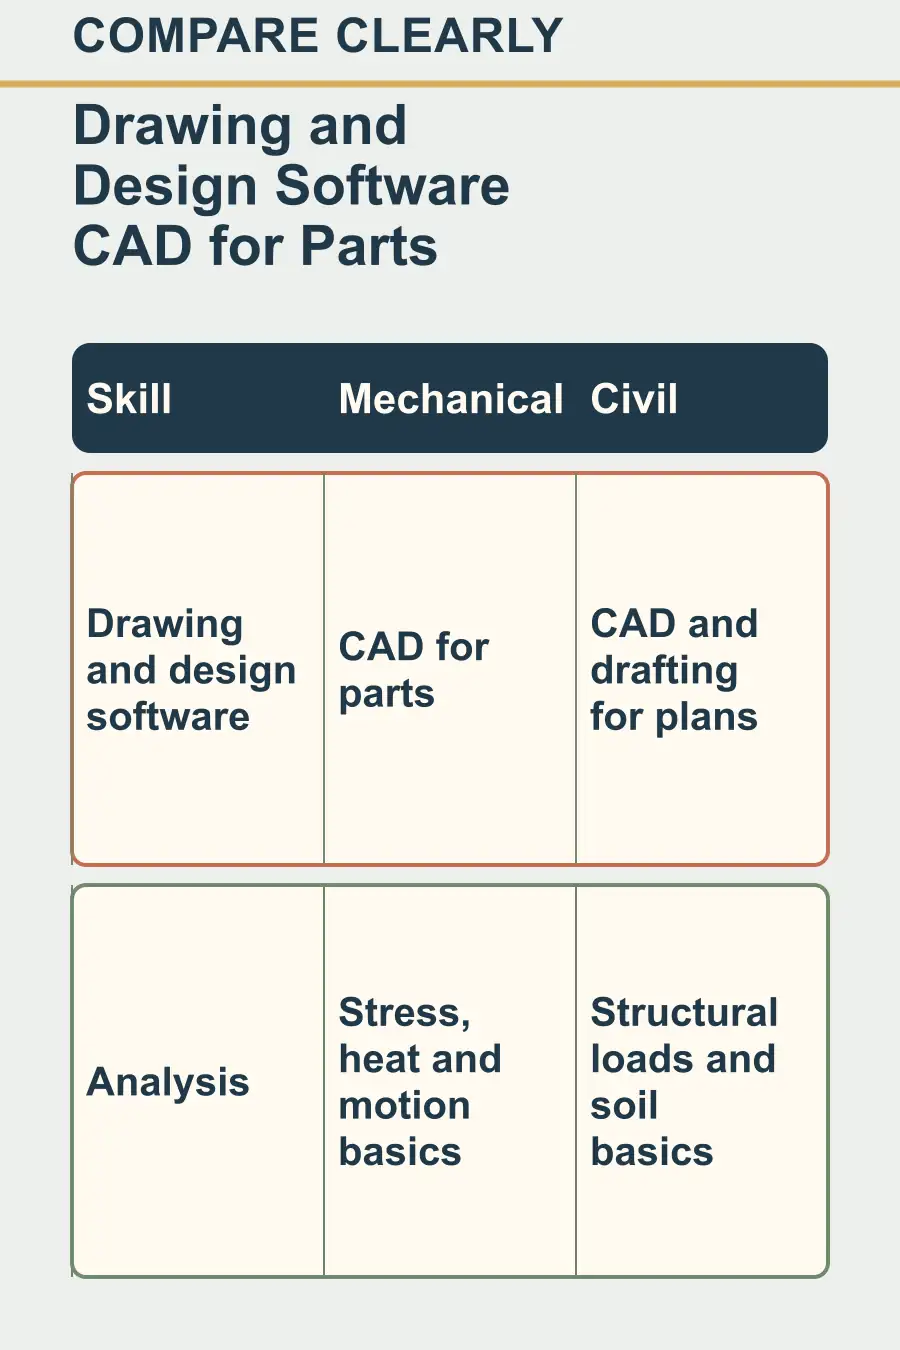 COMPARE CLEARLY
Drawing and
Design Software
CAD for Parts
Skill Mechanical Civil
Drawing
and design
software
CAD for
parts
CAD and
drafting
for plans
Analysis
Stress,
heat and
motion
basics
Structural
loads and
soil
basics